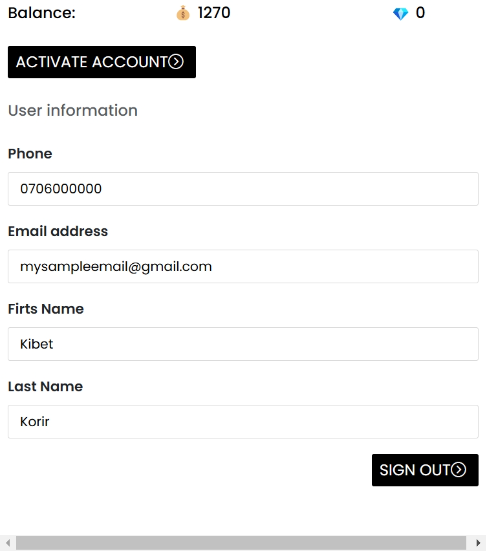 Balance: 1270 0
ACTIVATE ACCOUNT
User information
Phone
0706000000
Email address
mysampleemail@gmail.com
Firts Name
Kibet
Last Name
Korir
SIGN OUT